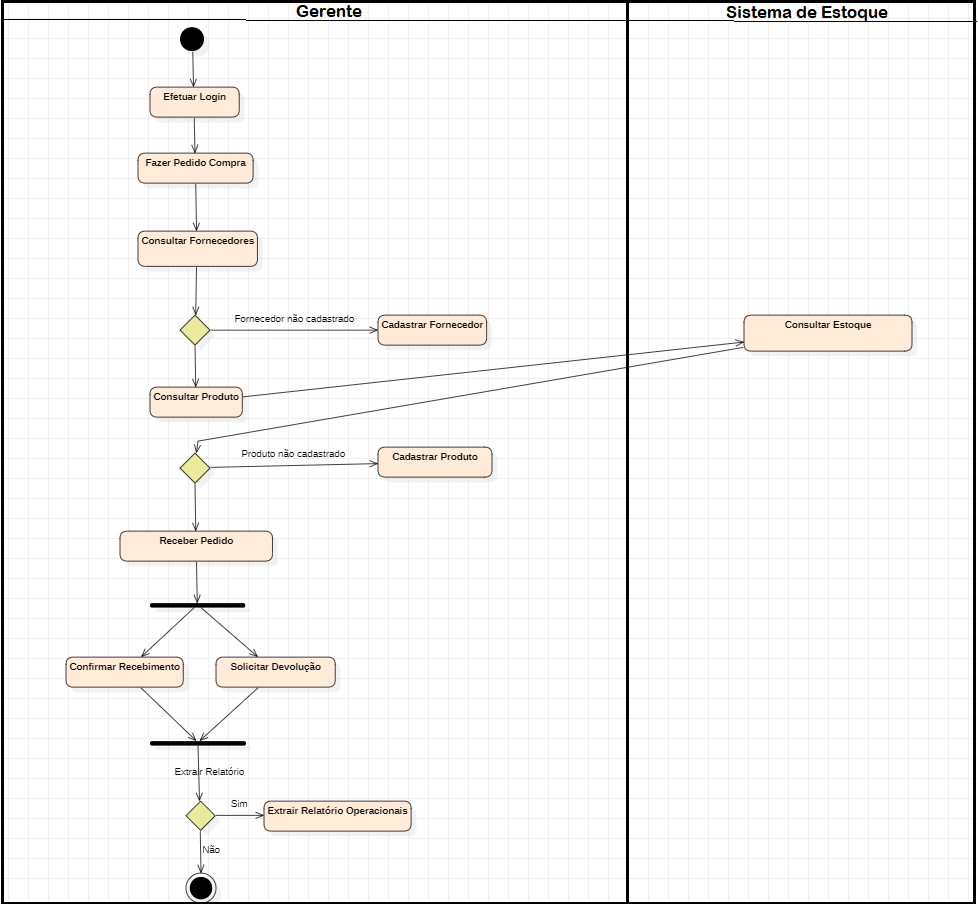 Gerente
Sistema de Estoque
Efetuar Login
Fazer Pedido Compra
Consultar Fornecedores
Fornecedor não cadastrado
Cadastrar Fornecedor
Consultar Estoque
Consultar Produto
Produto não cadastrado
Cadastrar Produto
Receber Pedido
Confirmar Recebimento
Solicitar Devolução
Extrair Relatório
Sim
Extrair Relatório Operacionais
Não